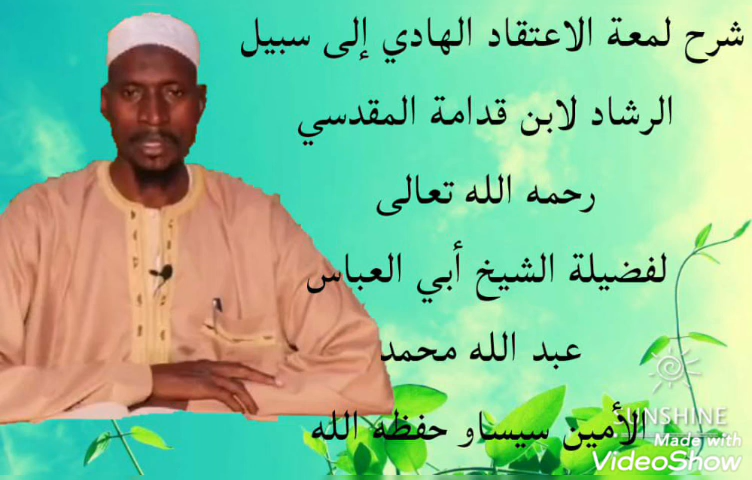 شرح لمعة الاعتقاد الهادي إلى سبيل
الرشاد لابن قدامة المقدسي
رحمه الله تعالى
لفضيلة الشيخ أبي العباس
عبد الله محمد
الأمين سيساو حفظه الله
SUNSHINE
Made with
VideoShow